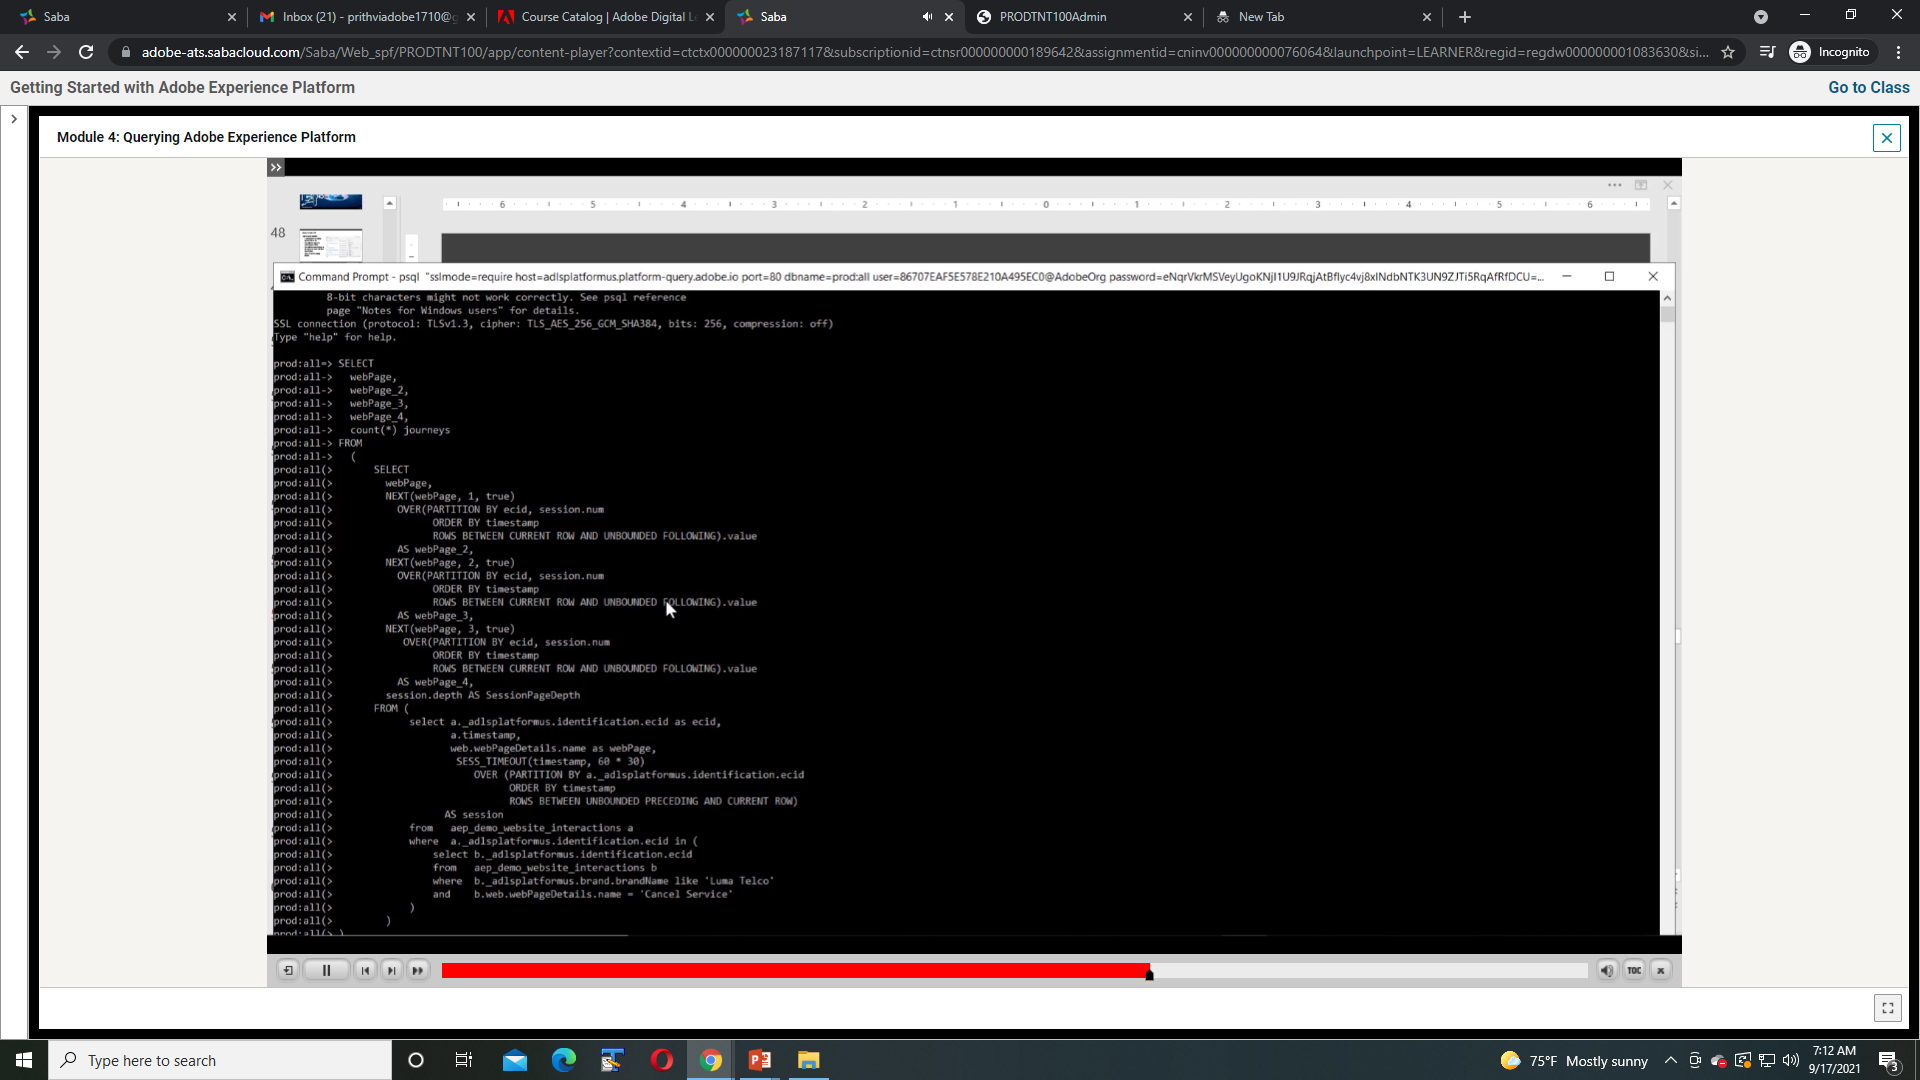 Saba
Inbox (21) - prithviadobe1710@g
Course Catalog | Adobe Digital L
Saba
PRODTNT100Admin
New Tab
adobe-ats.sabacloud.com/Saba/Web_spf/PRODTNT100/app/content-player?contextid=ctctx000000023187117&subscriptionid=ctnsr000000000189642&assignmentid=cninv000000000076064&launchpoint=LEARNER&regid=regdw000000001083630&si...
Incognito
Getting Started with Adobe Experience Platform
Go to Class
Module 4: Querying Adobe Experience Platform
6 5 4 3 2 1 0 1 2 3 4 5 6
48
Command Prompt - psql "sslmode=require host=adlsplatformus.platform-query.adobe.io port=80 dbname=prod:all
8-bit characters might not work correctly. See psql reference
page "Notes for Windows users" for details.
SSL connection (protocol: TLSv1.3, cipher: TLS_AES_256_GCM_SHA384, bits: 256, compression: off)
Type "help" for help.
prod:all=> SELECT
prod:all-> webPage,
prod:all-> webPage_2,
prod:all-> webPage_3,
prod:all-> webPage_4,
prod:all-> count(*) journeys
prod:all-> FROM
prod:all-> (
prod:all(> SELECT
prod:all(> webPage,
prod:all(> NEXT(webPage, 1, true)
prod:all(> OVER(PARTITION BY ecid, session.num
prod:all(> ORDER BY timestamp
prod:all(> ROWS BETWEEN CURRENT ROW AND UNBOUNDED FOLLOWING).value
prod:all(> AS webPage_2,
prod:all(> NEXT(webPage, 2, true)
prod:all(> OVER(PARTITION BY ecid, session.num
prod:all(> ORDER BY timestamp
prod:all(> ROWS BETWEEN CURRENT ROW AND UNBOUNDED FOLLOWING).value
prod:all(> AS webPage_3,
prod:all(> NEXT(webPage, 3, true)
prod:all(> OVER(PARTITION BY ecid, session.num
prod:all(> ORDER BY timestamp
prod:all(> ROWS BETWEEN CURRENT ROW AND UNBOUNDED FOLLOWING).value
prod:all(> AS webPage_4,
prod:all(> session.depth AS SessionPageDepth
prod:all(> FROM (
prod:all(> select a._adlsplatformus.identification.ecid as ecid,
prod:all(> a.timestamp,
prod:all(> web.webPageDetails.name as webPage,
prod:all(> SESS_TIMEOUT(timestamp, 60 * 30)
prod:all(> OVER (PARTITION BY a._adlsplatformus.identification.ecid
prod:all(> ORDER BY timestamp
prod:all(> ROWS BETWEEN UNBOUNDED PRECEDING AND CURRENT ROW)
prod:all(> AS session
prod:all(> from aep_demo_website_interactions a
prod:all(> where a._adlsplatformus.identification.ecid in (
prod:all(> select b._adlsplatformus.identification.ecid
prod:all(> from aep_demo_website_interactions b
prod:all(> where b._adlsplatformus.brand.brandName like 'Luma Telco'
prod:all(> and b.web.webPageDetails.name = 'Cancel Service'
prod:all(> )
prod:all(> )
prod:all(> )
TOC
Type here to search
75°F Mostly sunny
7:12 AM
9/17/2021
3